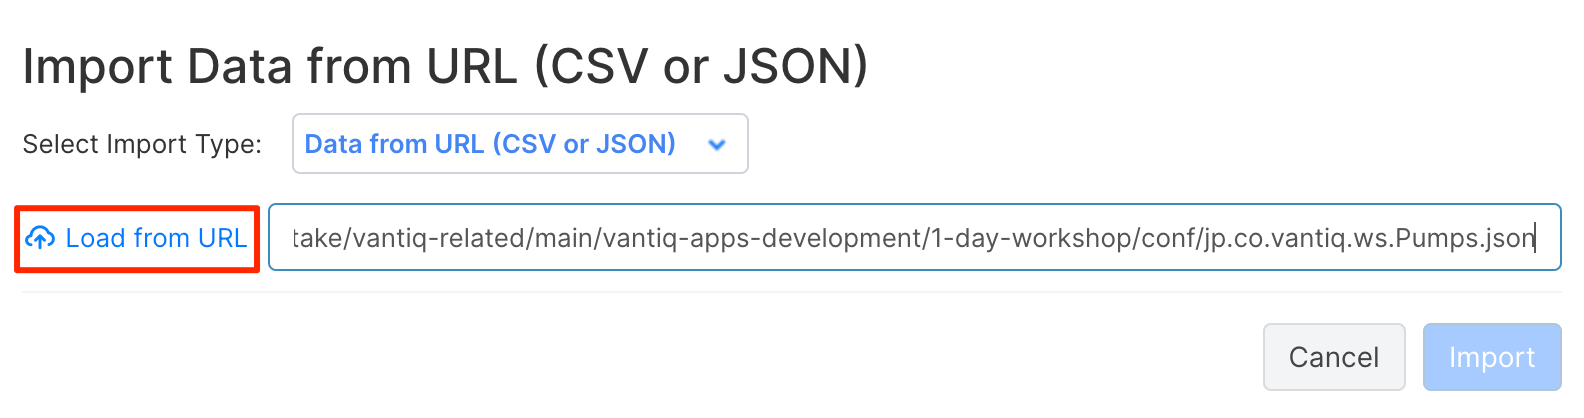 Import Data from URL (CSV or JSON)
Select Import Type: Data from URL (CSV or JSON)
Load from URL take/vantiq-related/main/vantiq-apps-development/1-day-workshop/conf/jp.co.vantiq.ws.Pumps.json
Cancel Import